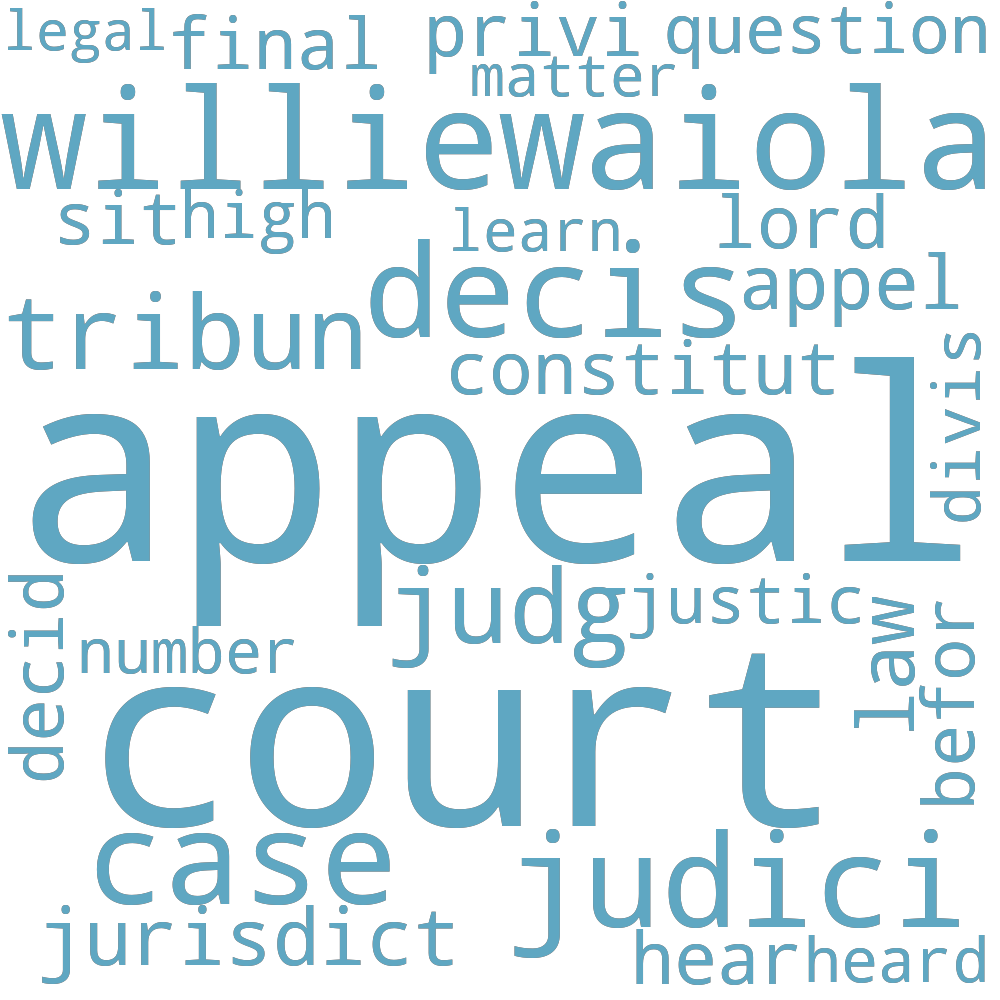 legal final privi question
matter
williewaiola
sit high learn lord
decis appel
tribun constitut
divis
appeal
judg justic
decid number law befor
court
case judici
jurisdict hear heard